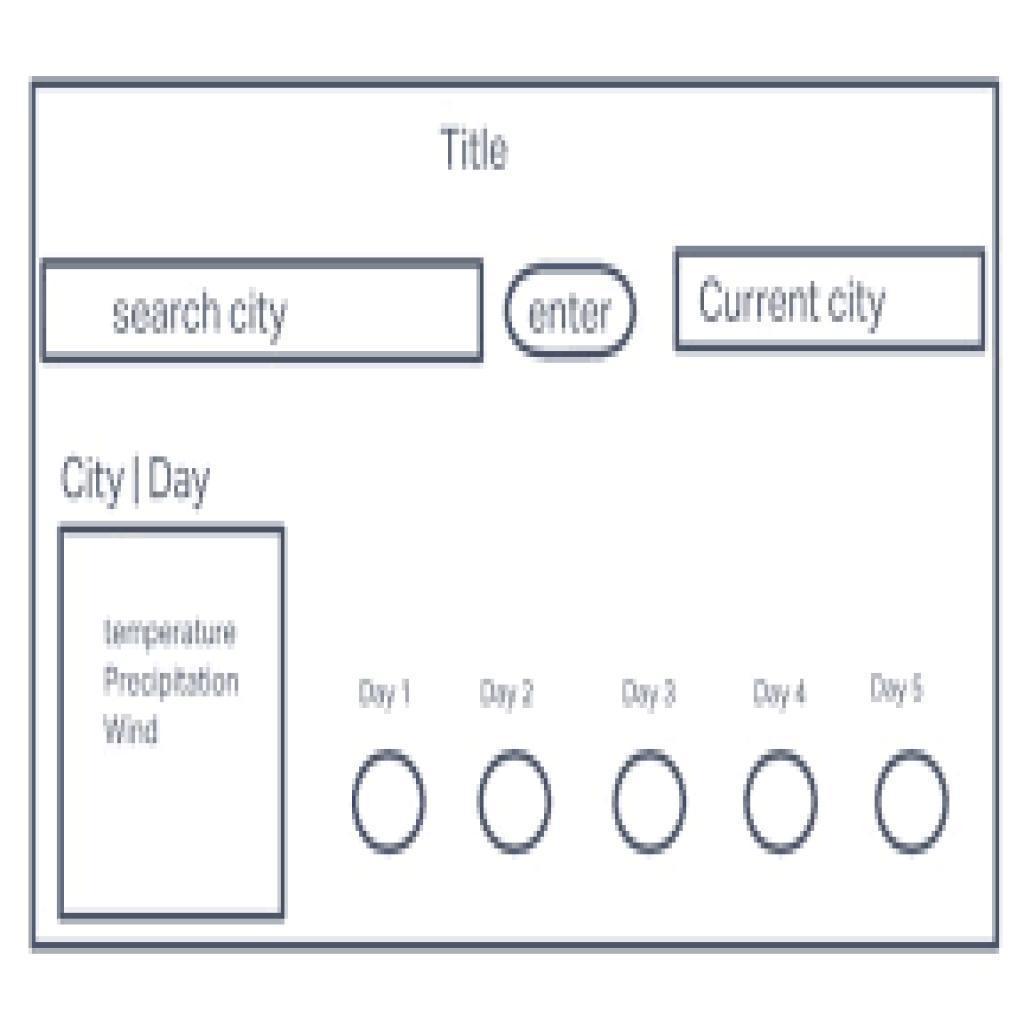 Title
search city
enter
Current city
City | Day
temperature
Precipitation
Wind
Day 1
Day 2
Day 3
Day 4
Day 5